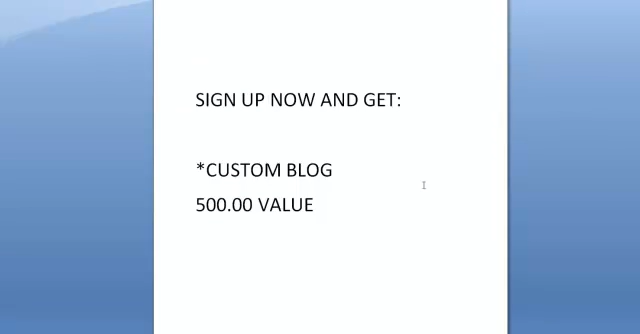 SIGN UP NOW AND GET:
*CUSTOM BLOG
500.00 VALUE